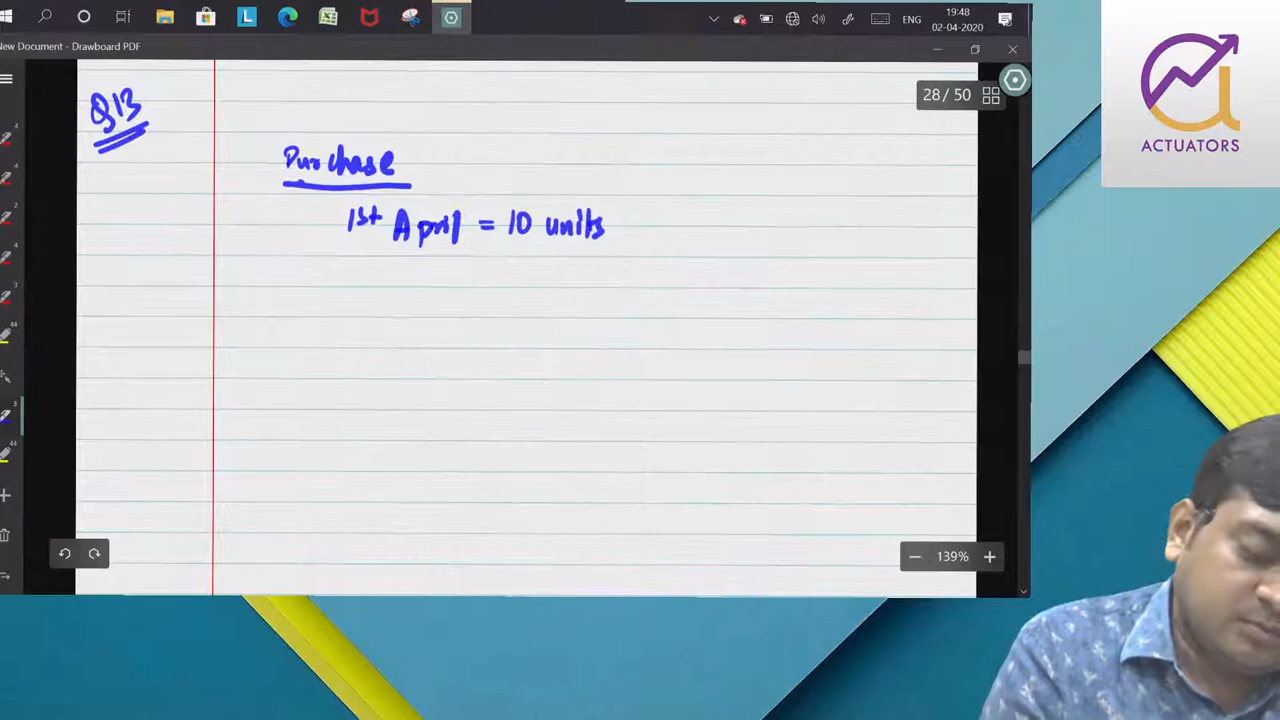 19:48
ENG
02-04-2020
New Document - Drawboard PDF
28 / 50
Q13
Purchase
1st April = 10 units
139%
ACTUATORS